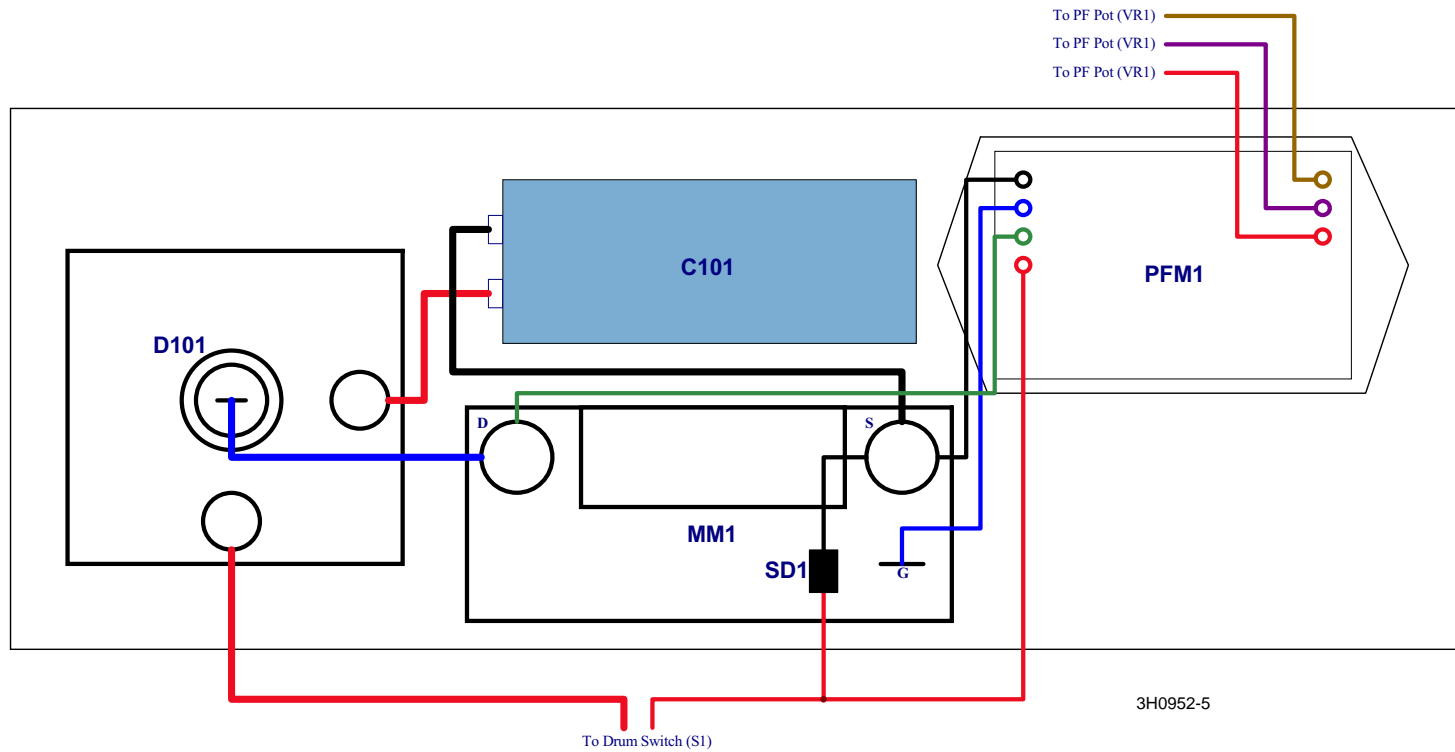 To PF Pot (VR1)
To PF Pot (VR1)
To PF Pot (VR1)
C101
PFM1
D101
D
S
MM1
SD1
G
3H0952-5
To Drum Switch (S1)